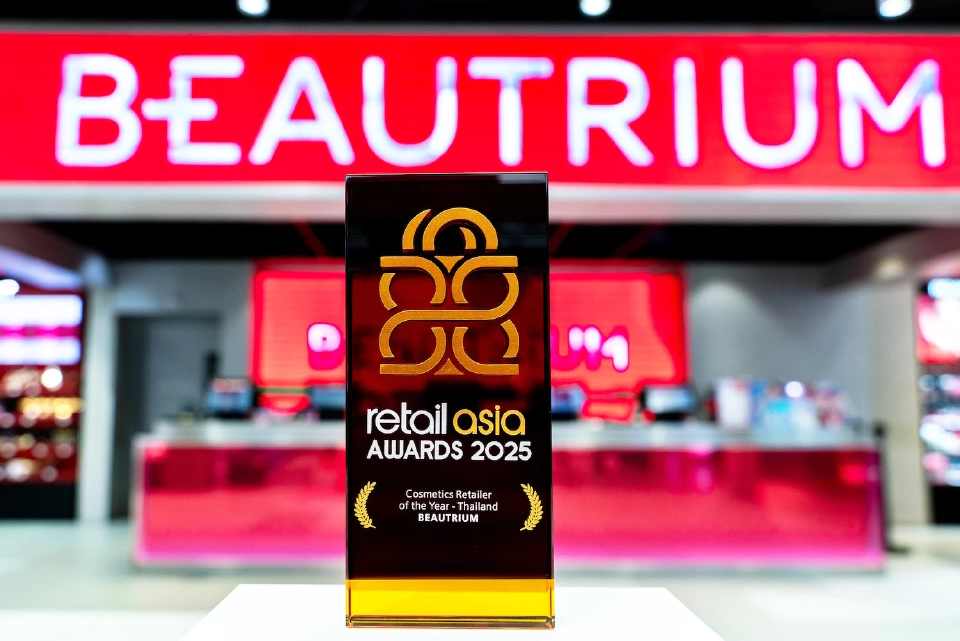 BEAUTRIUM
retail asia
AWARDS 2025
Cosmetics Retailer
of the Year - Thailand
BEAUTRIUM